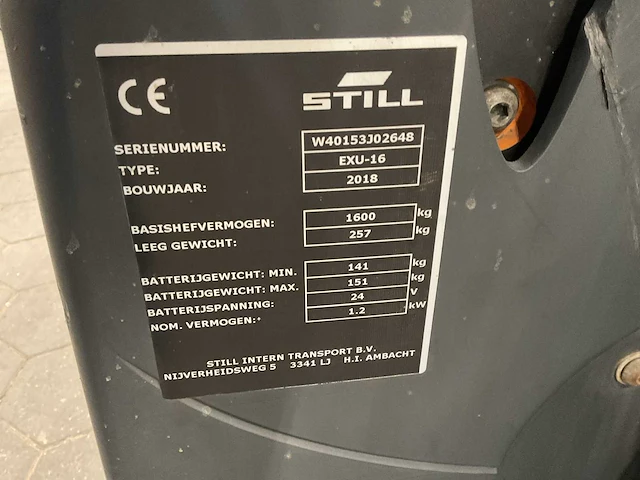 CE
STILL
SERIENUMMER: W40153J02648
TYPE: EXU-16
BOUWJAAR: 2018
BASISHEFVERMOGEN: 1600 kg
LEEG GEWICHT: 257 kg
BATTERIJGEWICHT: MIN. 141 kg
BATTERIJGEWICHT: MAX. 151 kg
BATTERIJSPANNING: 24 V
NOM. VERMOGEN:+ 1.2 kW
STILL INTERN TRANSPORT B.V.
NIJVERHEIDSWEG 5 3341 LJ H.I. AMBACHT